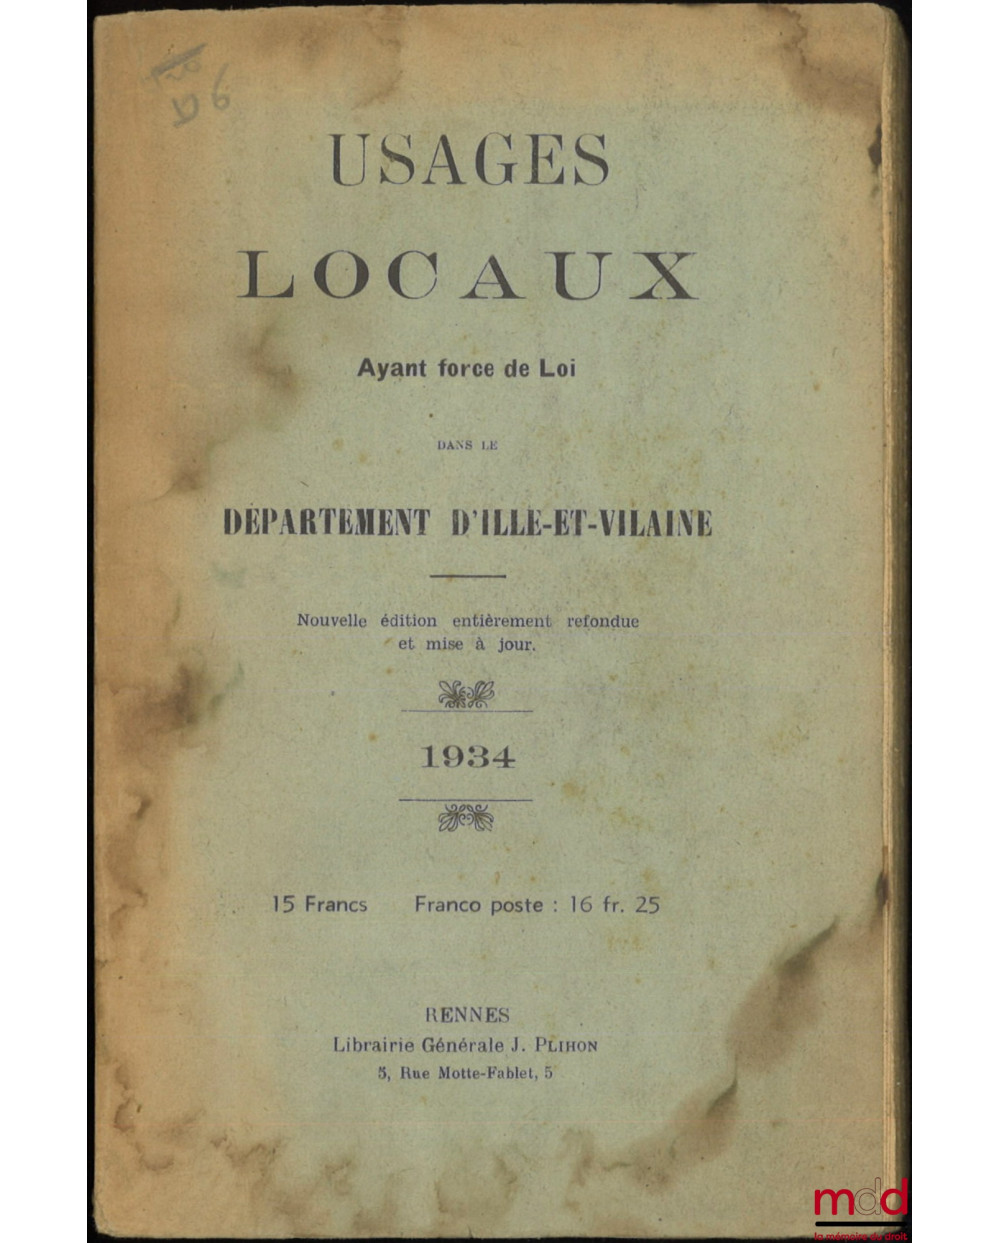 D 6
USAGES
LOCAUX
Ayant force de Loi
DANS LE
DÉPARTEMENT D'ILLE-ET-VILAINE
Nouvelle édition entièrement refondue
et mise à jour.
1934
15 Francs Franco poste : 16 fr. 25
RENNES
Librairie Générale J. PLIHON
5, Rue Motte-Fablet, 5
mdd
la mémoire du droit